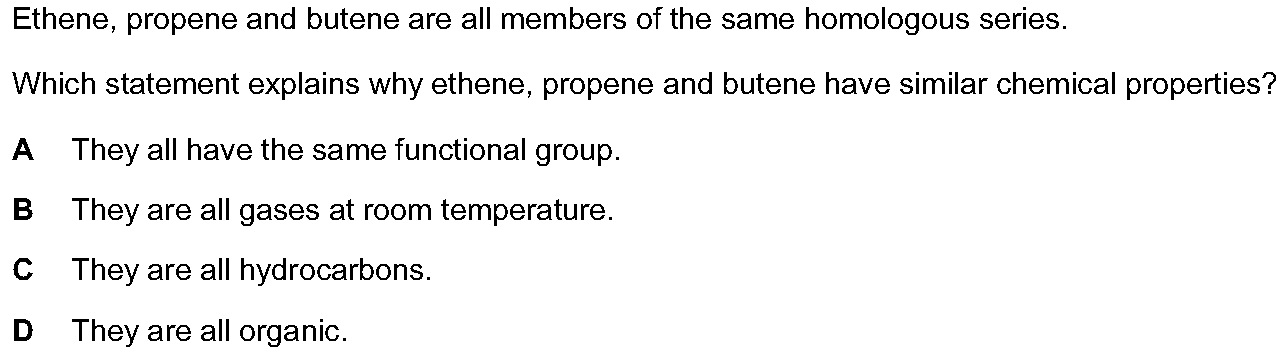 Ethene, propene and butene are all members of the same homologous series.
Which statement explains why ethene, propene and butene have similar chemical properties?
A They all have the same functional group.
B They are all gases at room temperature.
C They are all hydrocarbons.
D They are all organic.